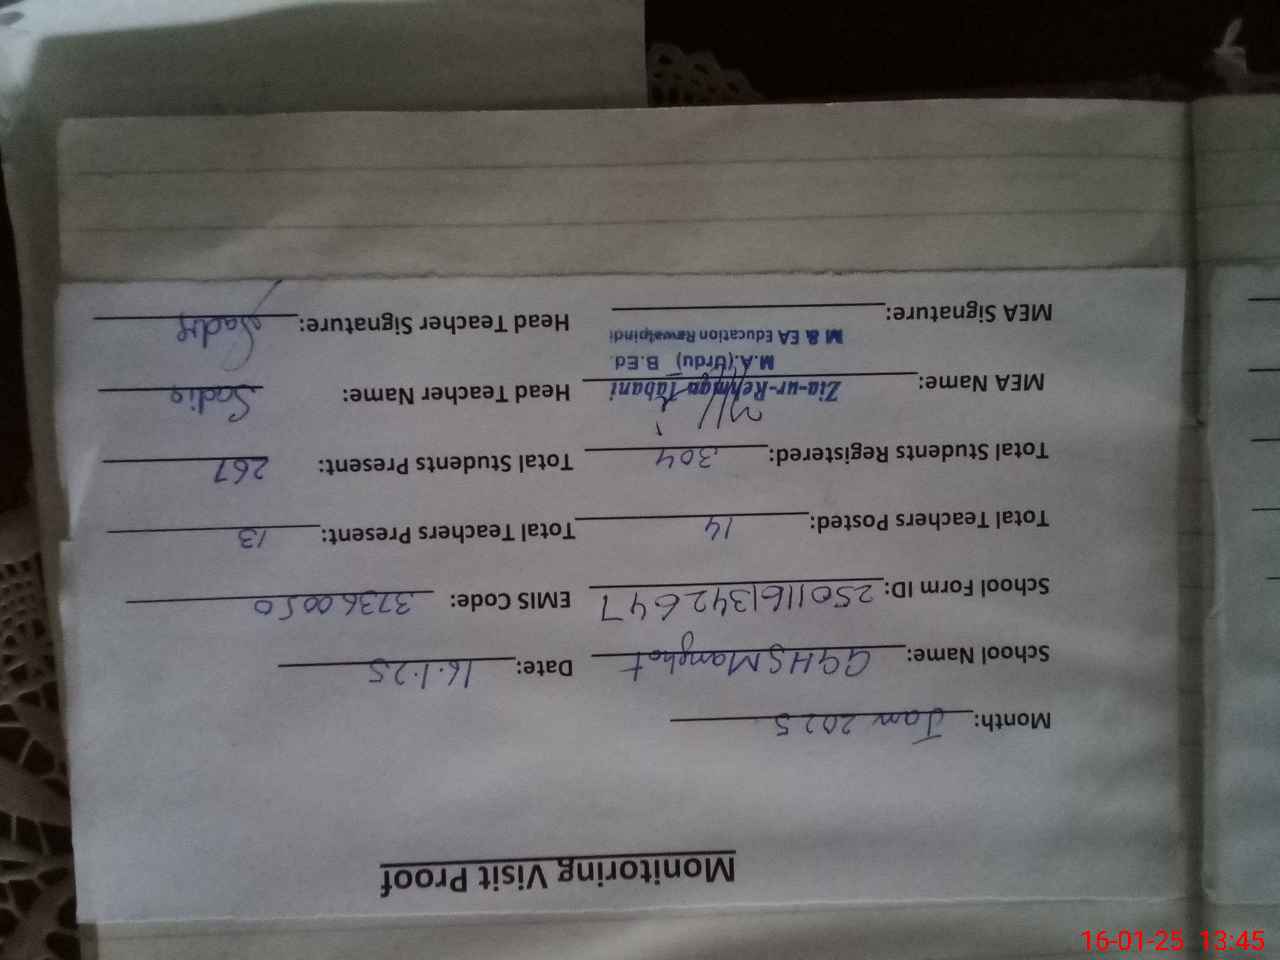 Monitoring Visit Proof
Month: Jan 2025
School Name: GGHS Manghot Date: 16.1.25
School Form ID: 2501161342647 EMIS Code: 37360050
Total Teachers Posted: 14 Total Teachers Present: 13
Total Students Registered: 304 Total Students Present: 267
MEA Name: Zia-ur-Rehman Tabani Head Teacher Name: Sadia
M.A.(Urdu) B.Ed.
M & EA Education Rawalpindi
MEA Signature: Head Teacher Signature:
16-01-25 13:45